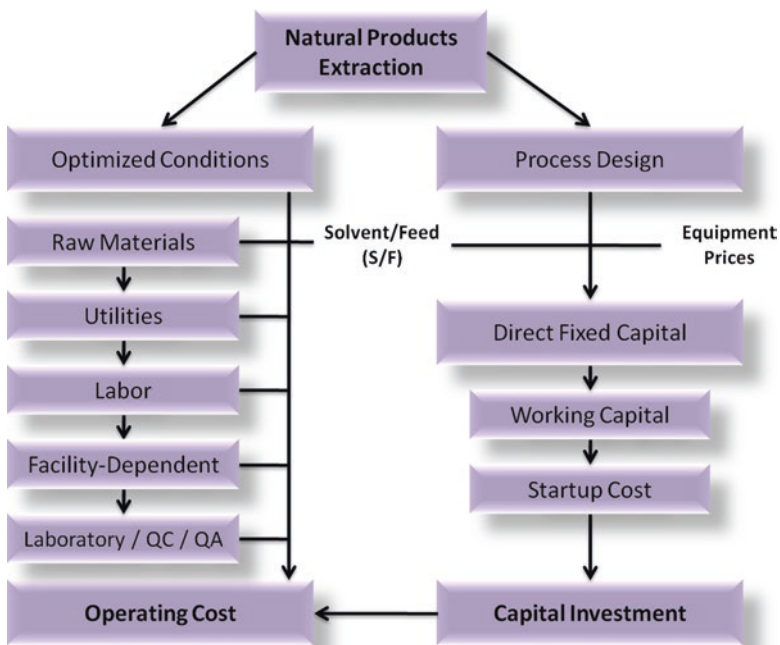 Natural Products
Extraction
Optimized Conditions
Process Design
Raw Materials
Solvent/Feed
(S/F)
Equipment
Prices
Utilities
Direct Fixed Capital
Labor
Working Capital
Facility-Dependent
Startup Cost
Laboratory / QC / QA
Operating Cost
Capital Investment